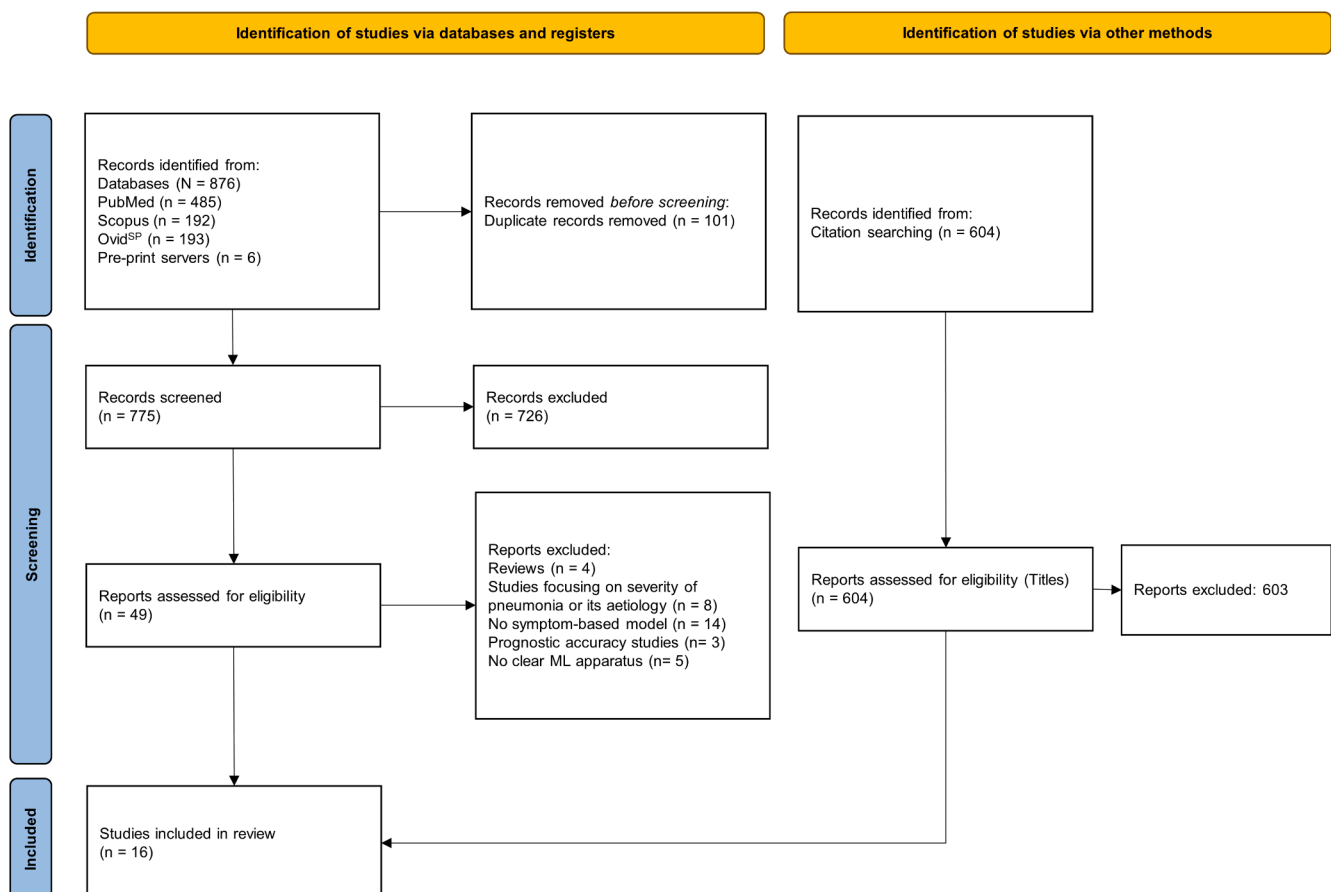 Identification of studies via databases and registers
Identification of studies via other methods
Identification
Records identified from:
Databases (N = 876)
PubMed (n = 485)
Scopus (n = 192)
Ovid^SP (n = 193)
Pre-print servers (n = 6)
Records removed before screening:
Duplicate records removed (n = 101)
Records identified from:
Citation searching (n = 604)
Screening
Records screened
(n = 775)
Records excluded
(n = 726)
Reports assessed for eligibility
(n = 49)
Reports excluded:
Reviews (n = 4)
Studies focusing on severity of
pneumonia or its aetiology (n = 8)
No symptom-based model (n = 14)
Prognostic accuracy studies (n= 3)
No clear ML apparatus (n= 5)
Reports assessed for eligibility (Titles)
(n = 604)
Reports excluded: 603
Included
Studies included in review
(n = 16)